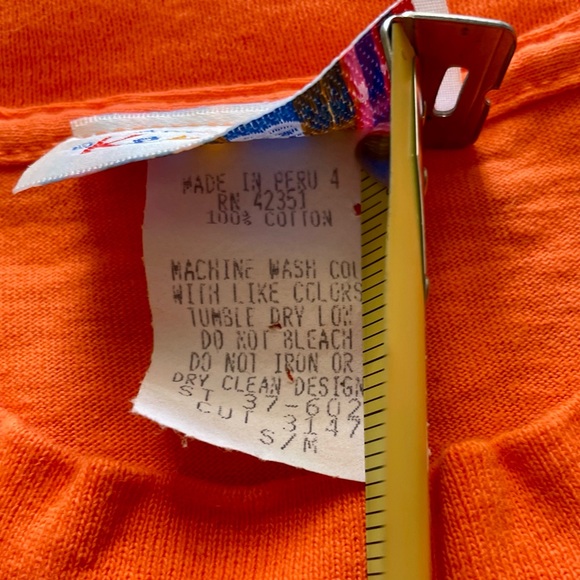 MADE IN PERU 4
RN 42351
100% COTTON
MACHINE WASH COL
WITH LIKE COLORS
TUMBLE DRY LOW
DO NOT BLEACH
DO NOT IRON OR
DRY CLEAN DESIGN
ST 37-602
CUT 3147
S/M